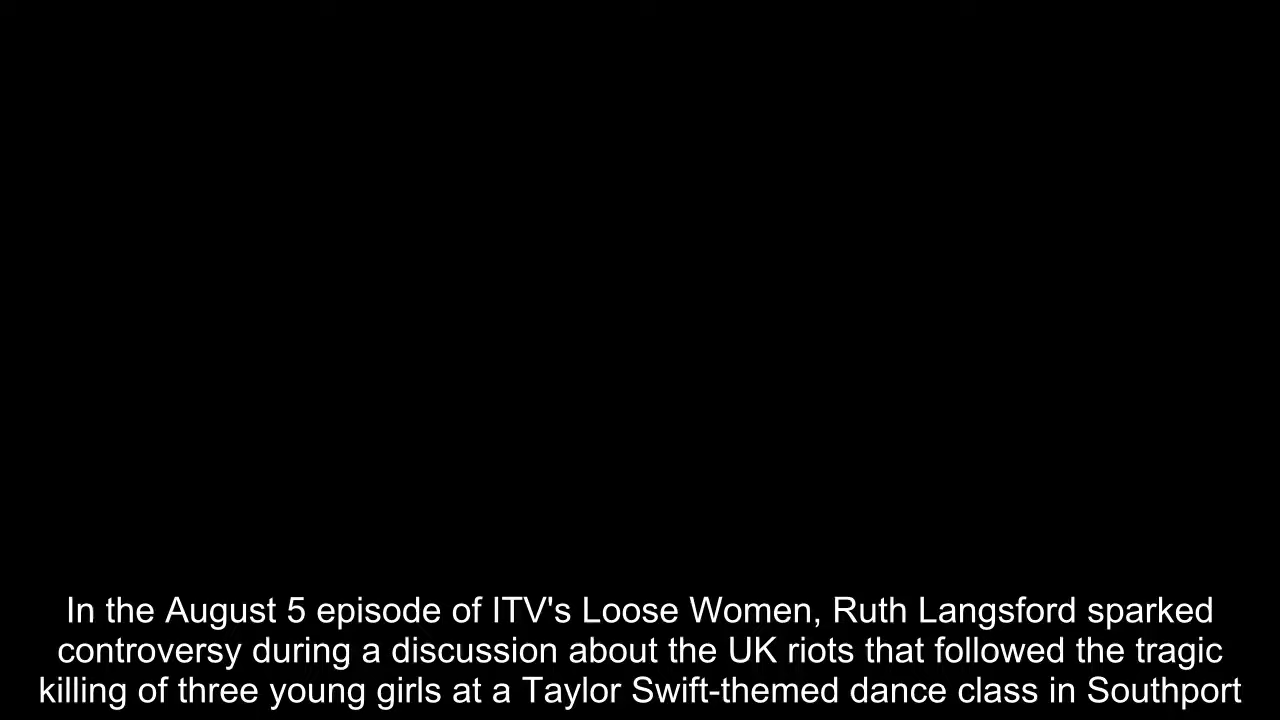 In the August 5 episode of ITV's Loose Women, Ruth Langsford sparked
controversy during a discussion about the UK riots that followed the tragic
killing of three young girls at a Taylor Swift-themed dance class in Southport